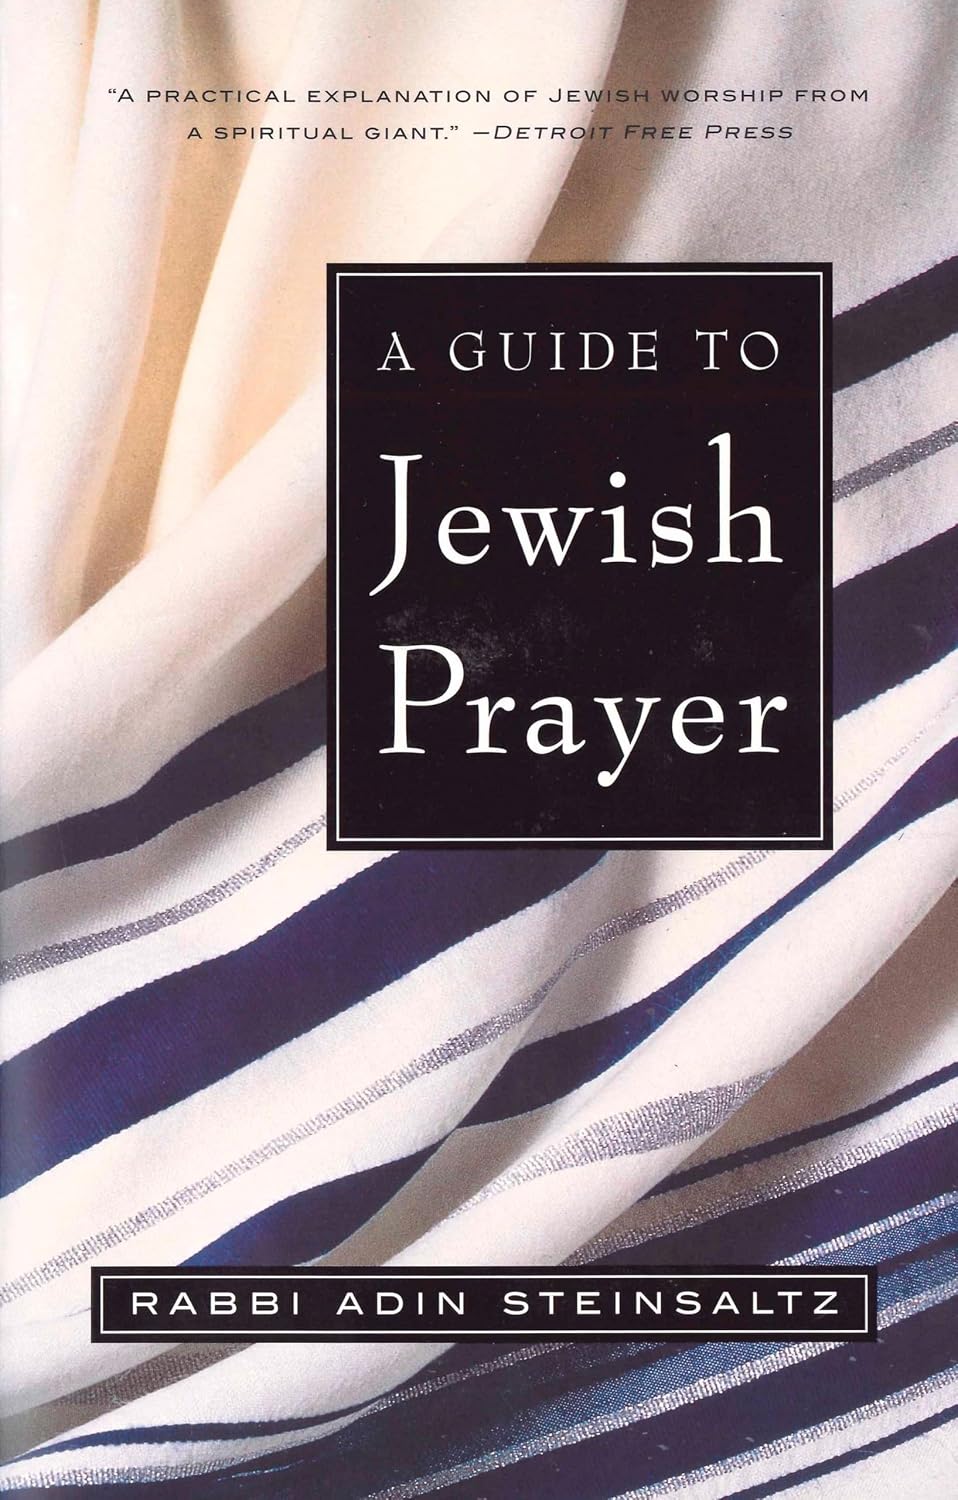 “A PRACTICAL EXPLANATION OF JEWISH WORSHIP FROM
A SPIRITUAL GIANT.” —DETROIT FREE PRESS
A GUIDE TO
Jewish
Prayer
RABBI ADIN STEINSALTZ